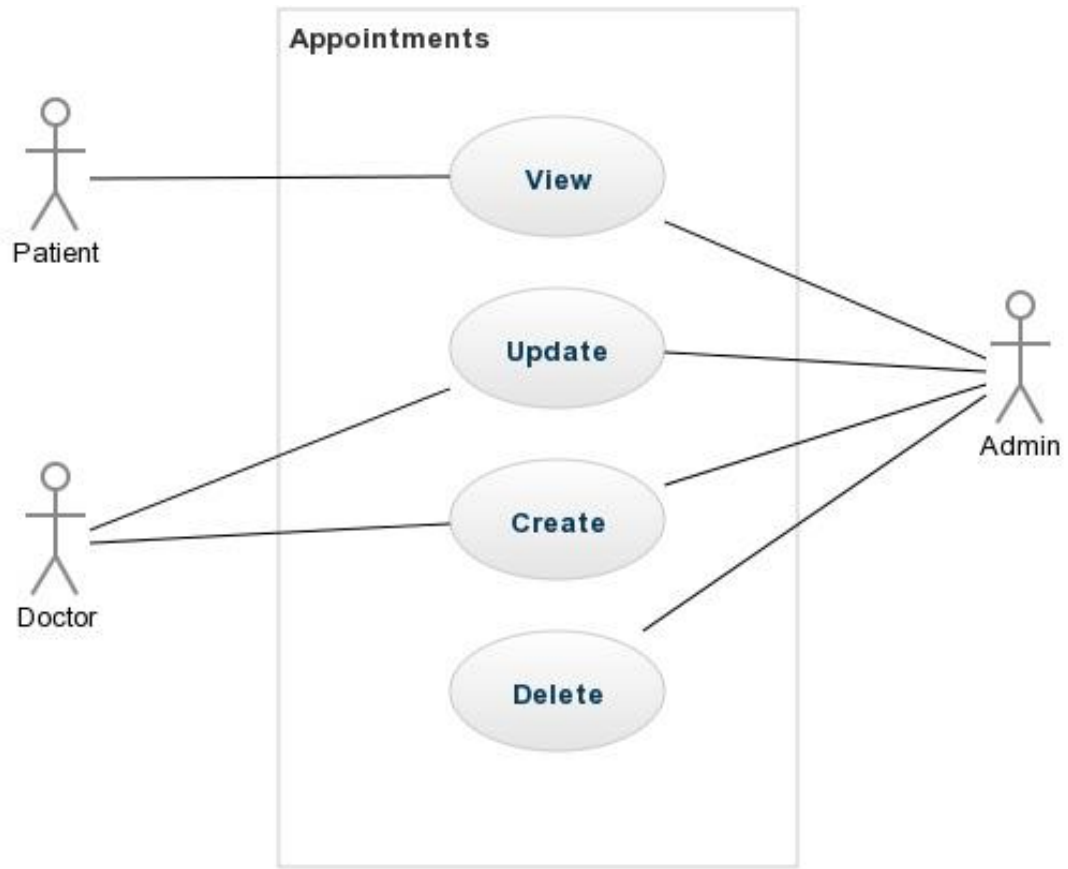 Appointments
View
Patient
Update
Admin
Create
Doctor
Delete